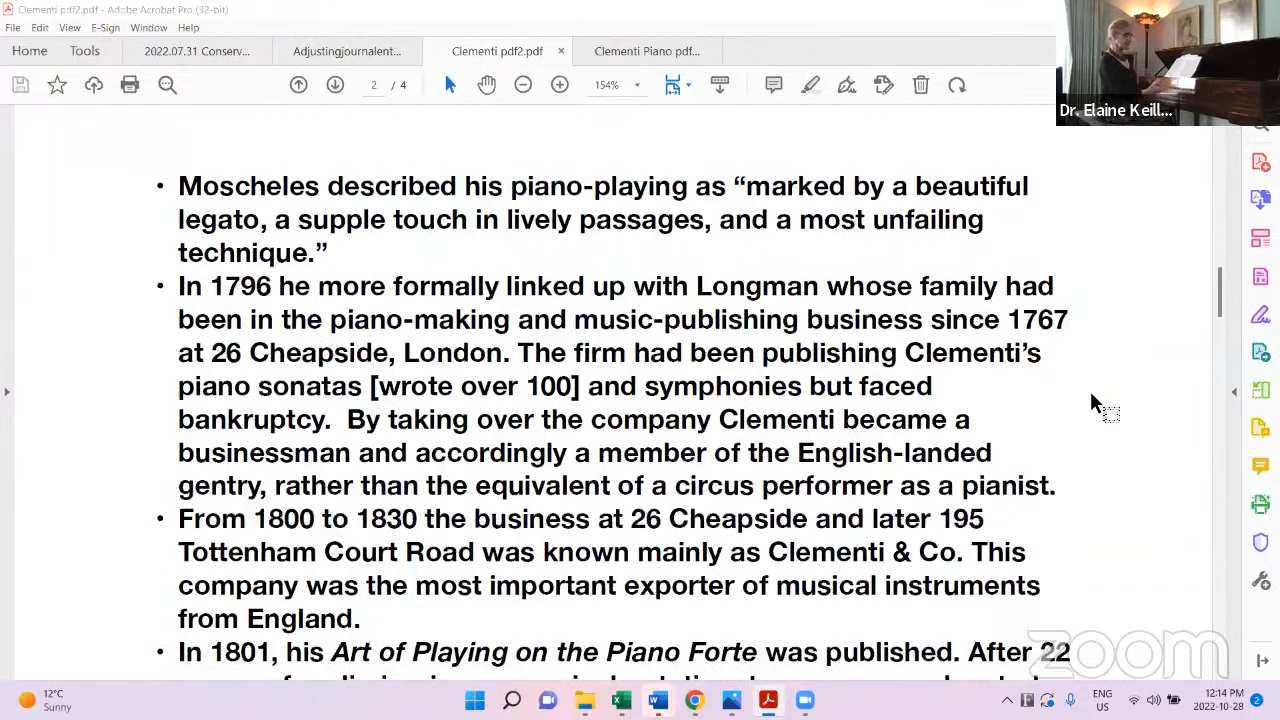 Clementi pdf2.pdf - Adobe Acrobat Pro (32-bit)
File Edit View E-Sign Window Help
Home Tools 2022.07.31 Conserv... Adjustingjournalent... Clementi pdf2.pdf × Clementi Piano pdf...
2 / 4 154%
Dr. Elaine Keill...
• Moscheles described his piano-playing as “marked by a beautiful
legato, a supple touch in lively passages, and a most unfailing
technique.”
• In 1796 he more formally linked up with Longman whose family had
been in the piano-making and music-publishing business since 1767
at 26 Cheapside, London. The firm had been publishing Clementi’s
piano sonatas [wrote over 100] and symphonies but faced
bankruptcy. By taking over the company Clementi became a
businessman and accordingly a member of the English-landed
gentry, rather than the equivalent of a circus performer as a pianist.
• From 1800 to 1830 the business at 26 Cheapside and later 195
Tottenham Court Road was known mainly as Clementi & Co. This
company was the most important exporter of musical instruments
from England.
• In 1801, his Art of Playing on the Piano Forte was published. After 22
zoom
12°C
Sunny
ENG
US
12:14 PM
2022-10-28
2